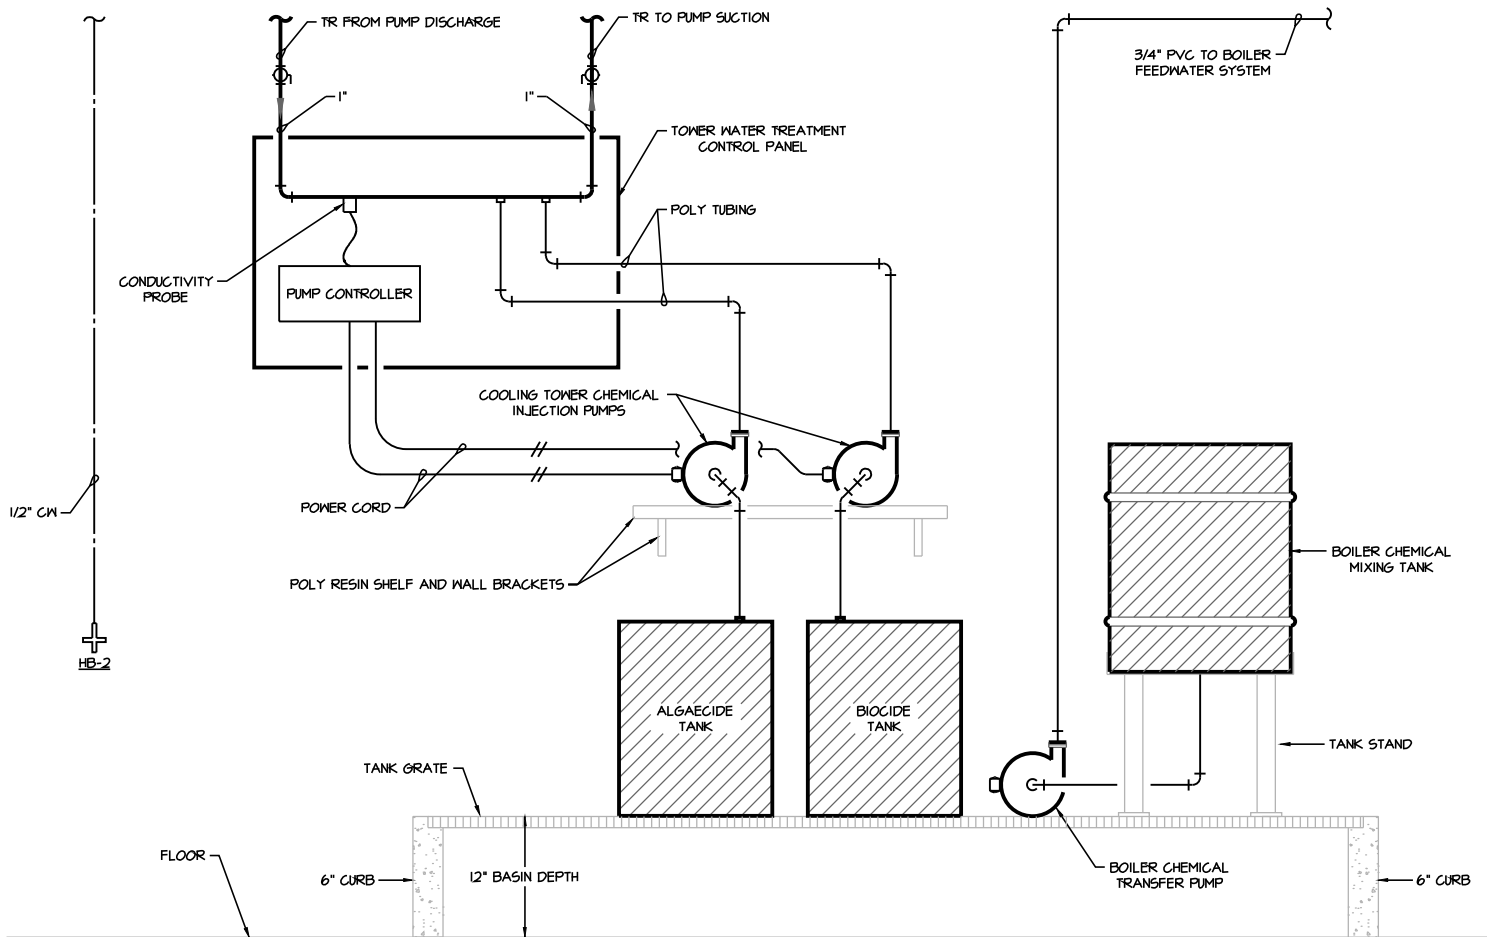 TR FROM PUMP DISCHARGE
TR TO PUMP SUCTION
3/4" PVC TO BOILER
FEEDWATER SYSTEM
1"
1"
TOWER WATER TREATMENT
CONTROL PANEL
POLY TUBING
CONDUCTIVITY
PROBE
PUMP CONTROLLER
COOLING TOWER CHEMICAL
INJECTION PUMPS
1/2" CW
POWER CORD
BOILER CHEMICAL
MIXING TANK
POLY RESIN SHELF AND WALL BRACKETS
HB-2
ALGAECIDE
TANK
BIOCIDE
TANK
TANK STAND
TANK GRATE
FLOOR
6" CURB
12" BASIN DEPTH
BOILER CHEMICAL
TRANSFER PUMP
6" CURB